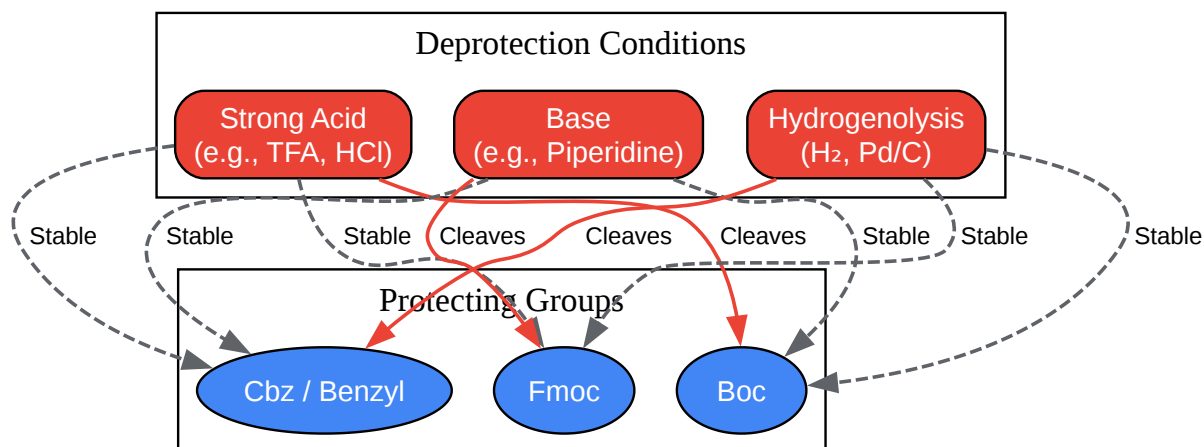 Deprotection Conditions
Strong Acid
(e.g., TFA, HCl)
Base
(e.g., Piperidine)
Hydrogenolysis
(H₂, Pd/C)
Stable
Stable
Stable
Cleaves
Cleaves
Cleaves
Stable
Stable
Stable
Protecting Groups
Cbz / Benzyl
Fmoc
Boc